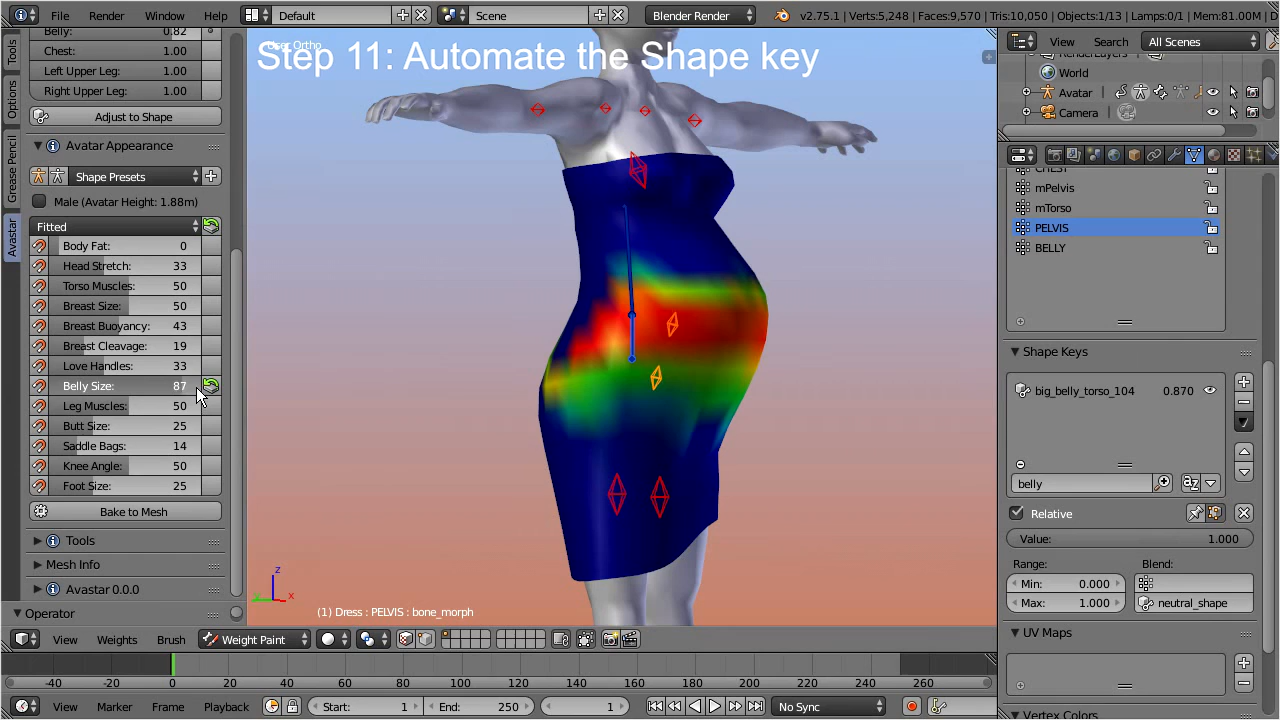 File Render Window Help Default Scene Blender Render v2.75.1 | Verts:5,248 | Faces:9,570 | Tris:10,050 | Objects:1/13 | Lamps:0/1 | Mem:81.00M
Step 11: Automate the Shape key
Tools
Options
Grease Pencil
Avastar
Belly: 0.82
Chest: 1.00
Left Upper Leg: 1.00
Right Upper Leg: 1.00
Adjust to Shape
Avatar Appearance
Shape Presets
Male (Avatar Height: 1.88m)
Fitted
Body Fat: 0
Head Stretch: 33
Torso Muscles: 50
Breast Size: 50
Breast Buoyancy: 43
Breast Cleavage: 19
Love Handles: 33
Belly Size: 87
Leg Muscles: 50
Butt Size: 25
Saddle Bags: 14
Knee Angle: 50
Foot Size: 25
Bake to Mesh
Tools
Mesh Info
Avastar 0.0.0
Operator
z
y
x
(1) Dress : PELVIS : bone_morph
View Weights Brush Weight Paint
-40 -20 0 20 40 60 80 100 120 140 160 180 200 220 240 260
View Marker Frame Playback Start: 1 End: 250 1 No Sync
View Search All Scenes
World
Avatar
Camera
mPelvis
mTorso
PELVIS
BELLY
Shape Keys
big_belly_torso_104 0.870
belly
Relative
Value: 1.000
Range: Blend:
Min: 0.000
Max: 1.000 neutral_shape
UV Maps
Vertex Colors